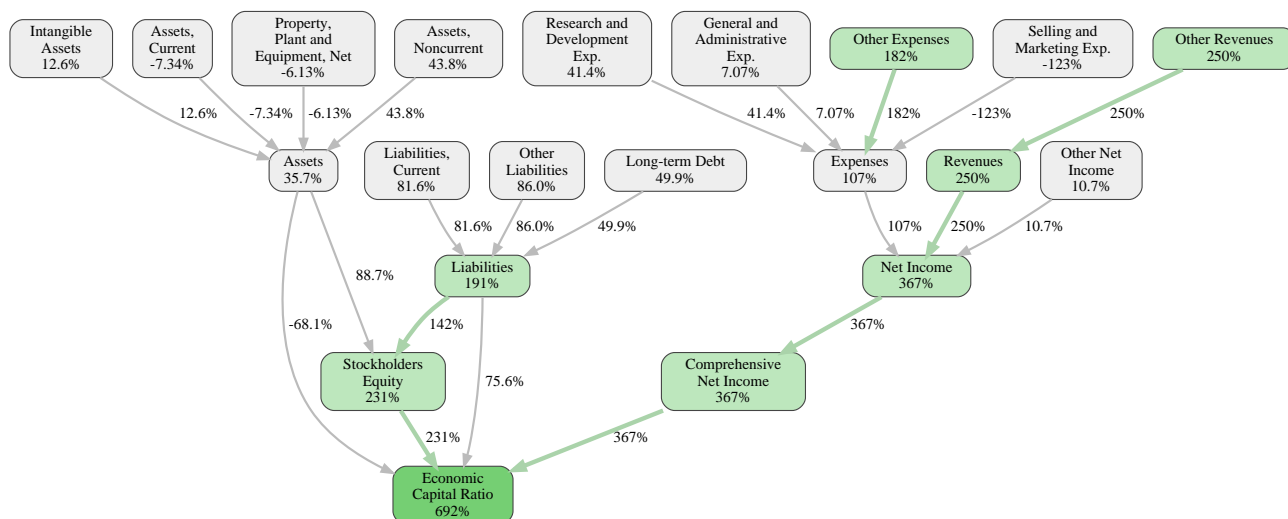 Intangible
Assets
12.6%
Assets,
Current
-7.34%
Property,
Plant and
Equipment, Net
-6.13%
Assets,
Noncurrent
43.8%
Research and
Development
Exp.
41.4%
General and
Administrative
Exp.
7.07%
Other Expenses
182%
Selling and
Marketing Exp.
-123%
Other Revenues
250%
12.6%
-7.34%
-6.13%
43.8%
41.4%
7.07%
182%
-123%
250%
Assets
35.7%
Liabilities,
Current
81.6%
Other
Liabilities
86.0%
Long-term Debt
49.9%
Expenses
107%
Revenues
250%
Other Net
Income
10.7%
81.6%
86.0%
49.9%
107%
250%
10.7%
Liabilities
191%
Net Income
367%
88.7%
-68.1%
142%
75.6%
367%
Stockholders
Equity
231%
Comprehensive
Net Income
367%
231%
367%
Economic
Capital Ratio
692%